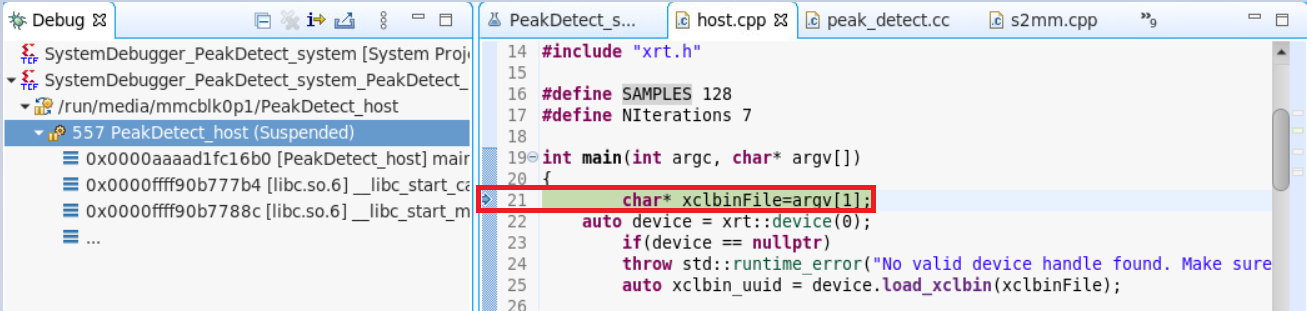 Debug
SystemDebugger_PeakDetect_system [System Proje
SystemDebugger_PeakDetect_system_PeakDetect_
/run/media/mmcblk0p1/PeakDetect_host
557 PeakDetect_host (Suspended)
0x0000aaaad1fc16b0 [PeakDetect_host] main
0x0000ffff90b777b4 [libc.so.6] __libc_start_ca
0x0000ffff90b7788c [libc.so.6] __libc_start_m
...
PeakDetect_s... host.cpp peak_detect.cc s2mm.cpp »9
14 #include "xrt.h"
15
16 #define SAMPLES 128
17 #define NIterations 7
18
19 int main(int argc, char* argv[])
20 {
21 char* xclbinFile=argv[1];
22 auto device = xrt::device(0);
23 if(device == nullptr)
24 throw std::runtime_error("No valid device handle found. Make sure
25 auto xclbin_uuid = device.load_xclbin(xclbinFile);
26